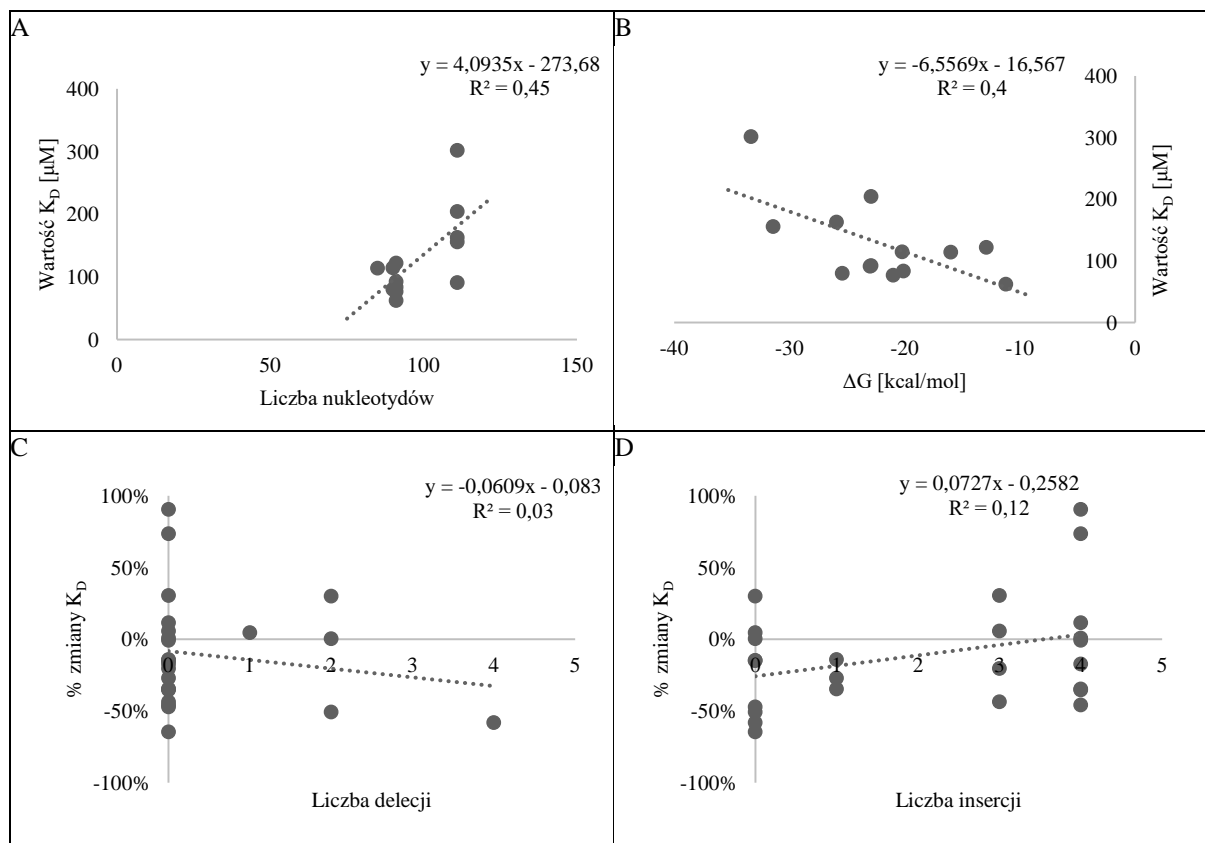 A
y = 4,0935x - 273,68
R² = 0,45
400
300
200
100
0
Wartość K_D [µM]
0
50
100
150
Liczba nukleotydów
B
y = -6,5569x - 16,567
R² = 0,4
400
300
200
100
0
Wartość K_D [µM]
-40
-30
-20
-10
0
ΔG [kcal/mol]
C
y = -0,0609x - 0,083
R² = 0,03
100%
50%
0%
-50%
-100%
% zmiany K_D
0
1
2
3
4
5
Liczba delecji
D
y = 0,0727x - 0,2582
R² = 0,12
100%
50%
0%
-50%
-100%
% zmiany K_D
0
1
2
3
4
5
Liczba insercji